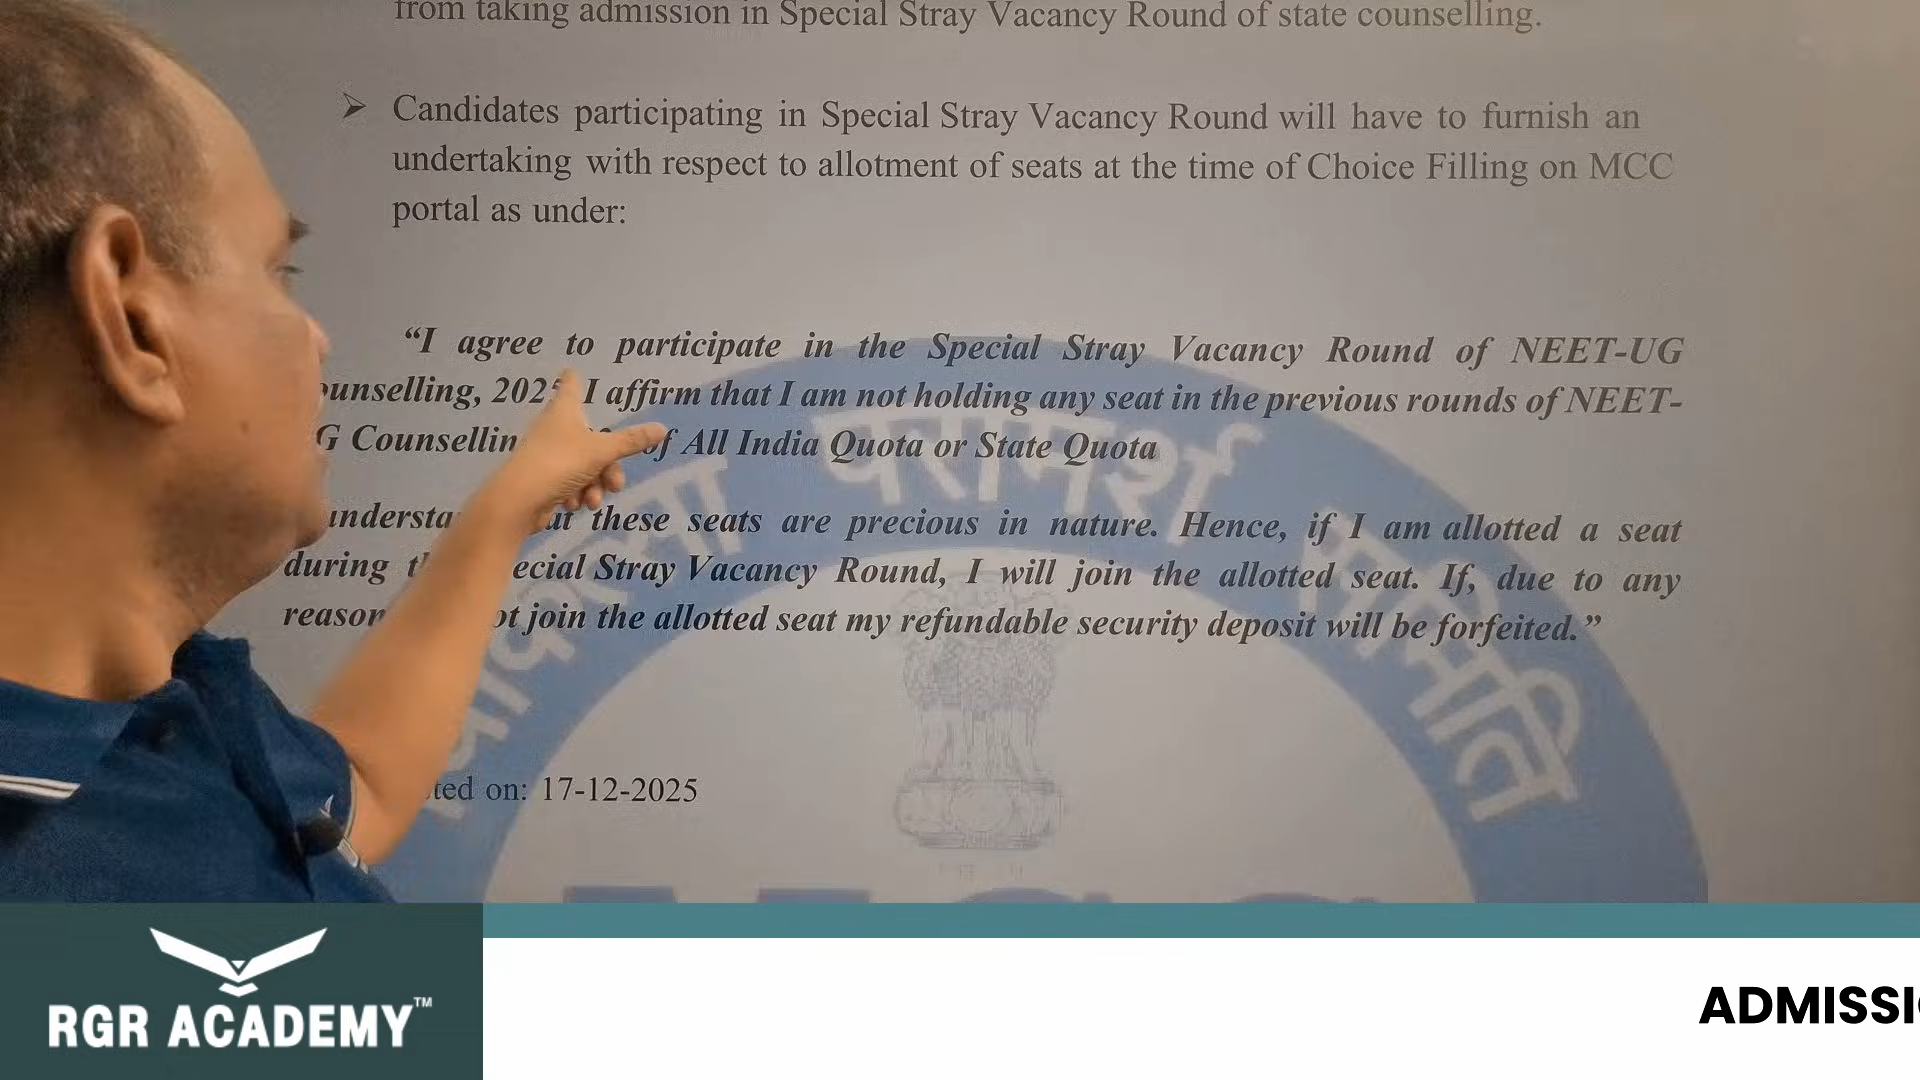 from taking admission in Special Stray Vacancy Round of state counselling.
➤ Candidates participating in Special Stray Vacancy Round will have to furnish an
undertaking with respect to allotment of seats at the time of Choice Filling on MCC
portal as under:
“I agree to participate in the Special Stray Vacancy Round of NEET-UG
ounselling, 2025 I affirm that I am not holding any seat in the previous rounds of NEET-
G Counsellin of All India Quota or State Quota
understa at these seats are precious in nature. Hence, if I am allotted a seat
during t ecial Stray Vacancy Round, I will join the allotted seat. If, due to any
reason ot join the allotted seat my refundable security deposit will be forfeited.”
ted on: 17-12-2025
चिकित्सा परामर्श समिति
RGR ACADEMY™
ADMISSI